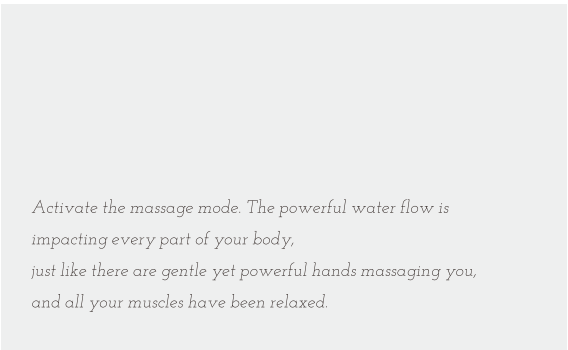 Activate the massage mode. The powerful water flow is
impacting every part of your body,
just like there are gentle yet powerful hands massaging you,
and all your muscles have been relaxed.